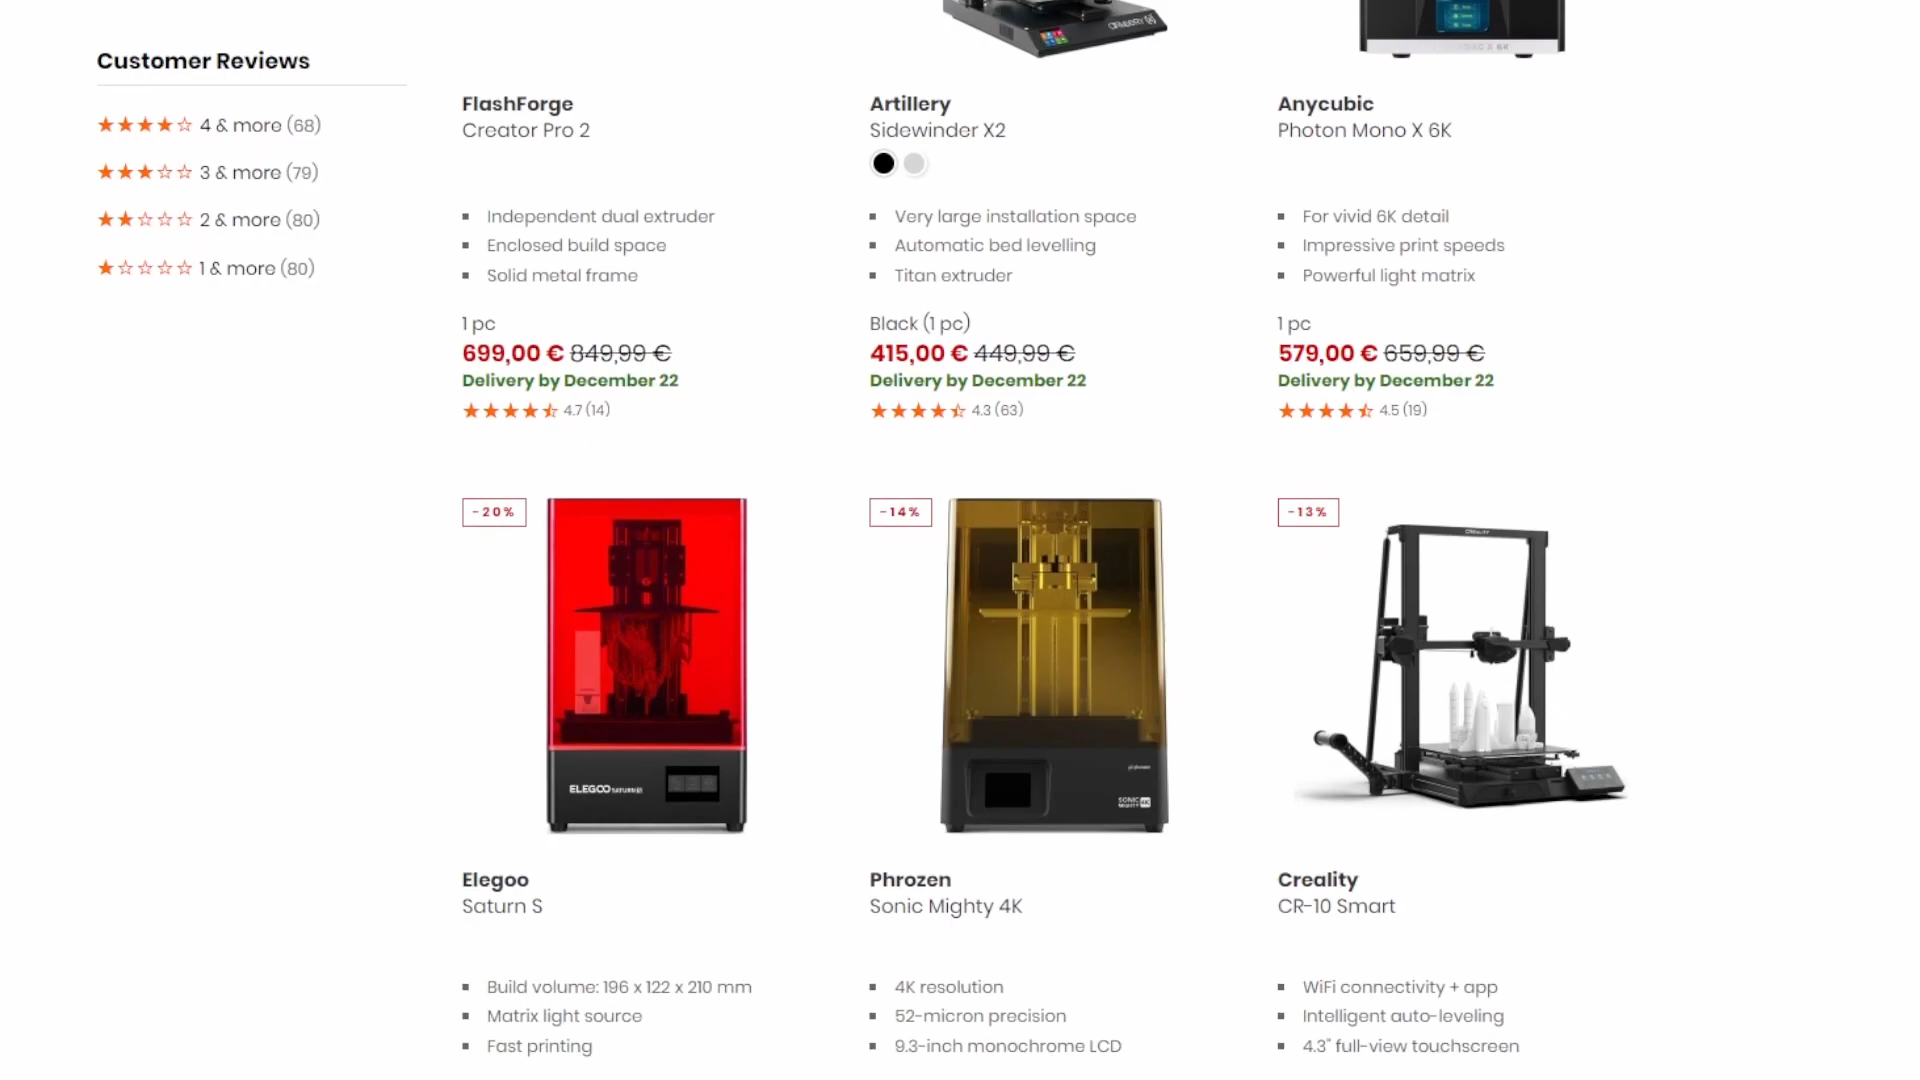 Customer Reviews
4 & more (68)
3 & more (79)
2 & more (80)
1 & more (80)
FlashForge
Creator Pro 2
Independent dual extruder
Enclosed build space
Solid metal frame
1 pc
699,00 € 849,99 €
Delivery by December 22
4.7 (14)
ARTILLERY
Artillery
Sidewinder X2
Very large installation space
Automatic bed levelling
Titan extruder
Black (1 pc)
415,00 € 449,99 €
Delivery by December 22
4.3 (63)
Anycubic
Photon Mono X 6K
For vivid 6K detail
Impressive print speeds
Powerful light matrix
1 pc
579,00 € 659,99 €
Delivery by December 22
4.5 (19)
-20%
ELEGOO SATURN S
Elegoo
Saturn S
Build volume: 196 x 122 x 210 mm
Matrix light source
Fast printing
-14%
phrozen
SONIC
MIGHTY 4K
Phrozen
Sonic Mighty 4K
4K resolution
52-micron precision
9.3-inch monochrome LCD
-13%
CREALITY
Creality
CR-10 Smart
WiFi connectivity + app
Intelligent auto-leveling
4.3" full-view touchscreen